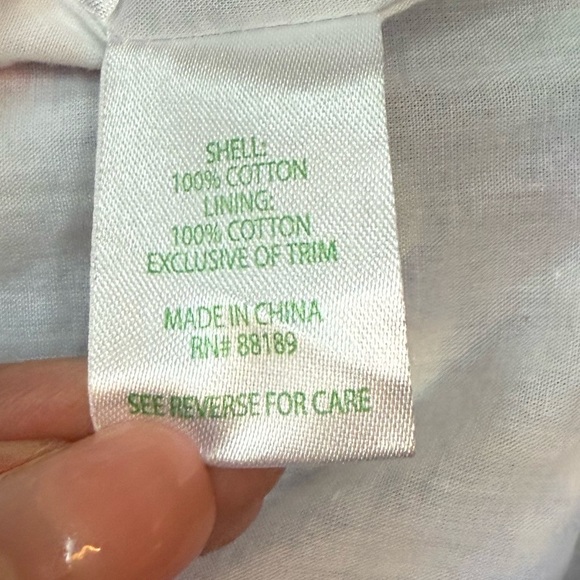 SHELL:
100% COTTON
LINING:
100% COTTON
EXCLUSIVE OF TRIM
MADE IN CHINA
RN# 88189
SEE REVERSE FOR CARE